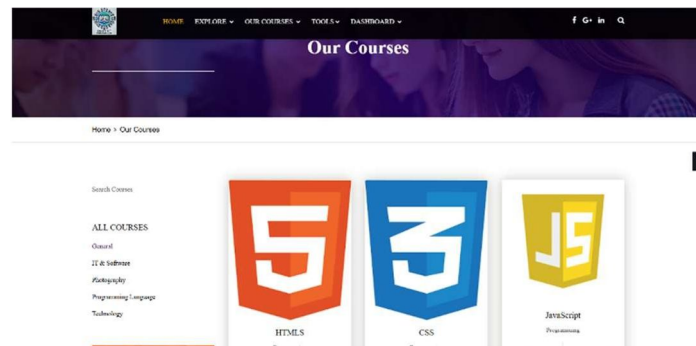 HOME EXPLORE OUR COURSES TOOLS DASHBOARD f G+ in
Our Courses
Home > Our Courses
Search Courses
ALL COURSES
General
IT & Software
Photography
Programming Language
Technology
5
3
JS
HTML5
CSS
JavaScript
Programming